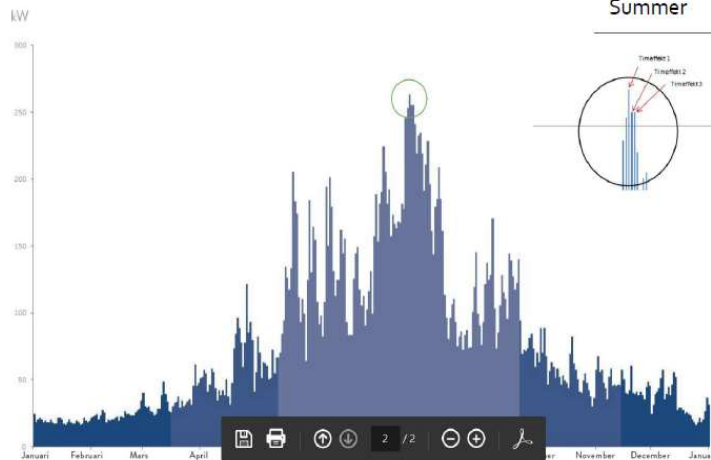 Summer
kW
Timeffekt 1
Timeffekt 2
Timeffekt 3
300
250
200
150
100
50
0
2 / 2
Januari Februari Mars April November December Janua